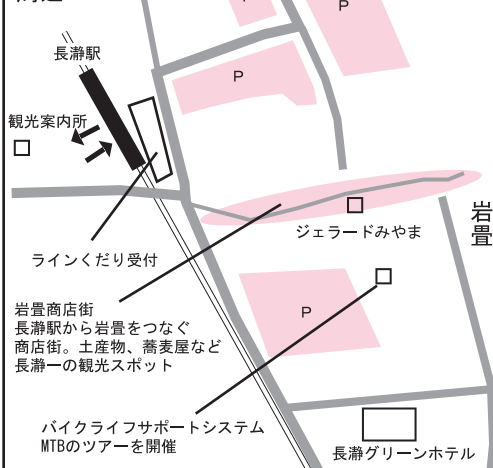 P
P
長瀞駅
P
観光案内所
岩畳
ジェラードみやま
ラインくだり受付
岩畳商店街
長瀞駅から岩畳をつなぐ
商店街。土産物、蕎麦屋など
長瀞一の観光スポット
P
バイクライフサポートシステム
MTBのツアーを開催
長瀞グリーンホテル